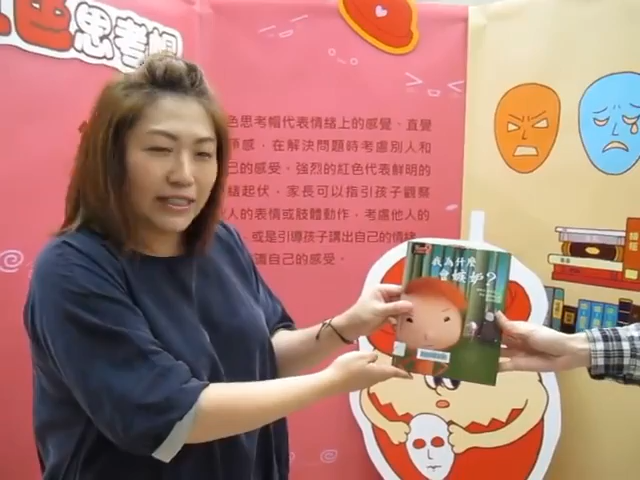 紅色思考帽
色思考帽代表情緒上的感覺、直覺
預感，在解決問題時考慮別人和
己的感受。強烈的紅色代表鮮明的
緒起伏，家長可以指引孩子觀察
人的表情或肢體動作，考慮他人的
，或是引導孩子講出自己的情緒
識自己的感受。
我為什麼
會嫉妒？